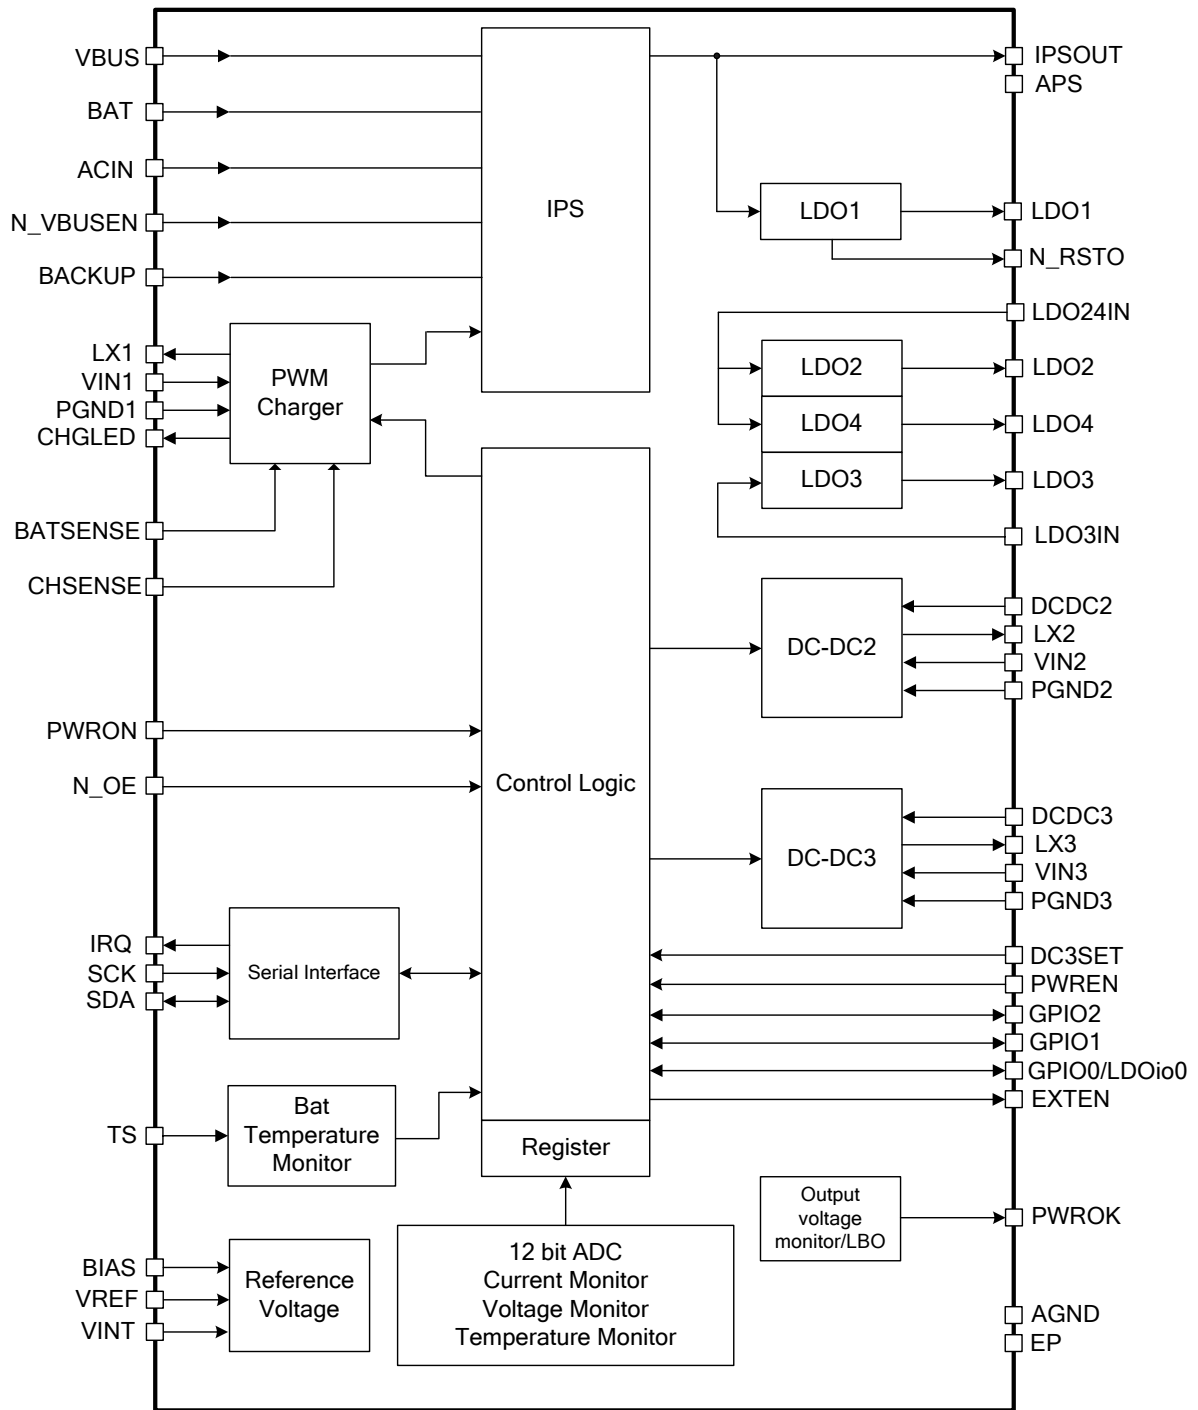 VBUS
BAT
ACIN
N_VBUSEN
BACKUP
LX1
VIN1
PGND1
CHGLED
BATSENSE
CHSENSE
PWRON
N_OE
IRQ
SCK
SDA
TS
BIAS
VREF
VINT
PWM
Charger
Serial Interface
Bat
Temperature
Monitor
Reference
Voltage
IPS
Control Logic
Register
12 bit ADC
Current Monitor
Voltage Monitor
Temperature Monitor
LDO1
LDO2
LDO4
LDO3
DC-DC2
DC-DC3
Output
voltage
monitor/LBO
IPSOUT
APS
LDO1
N_RSTO
LDO24IN
LDO2
LDO4
LDO3
LDO3IN
DCDC2
LX2
VIN2
PGND2
DCDC3
LX3
VIN3
PGND3
DC3SET
PWREN
GPIO2
GPIO1
GPIO0/LDOio0
EXTEN
PWROK
AGND
EP